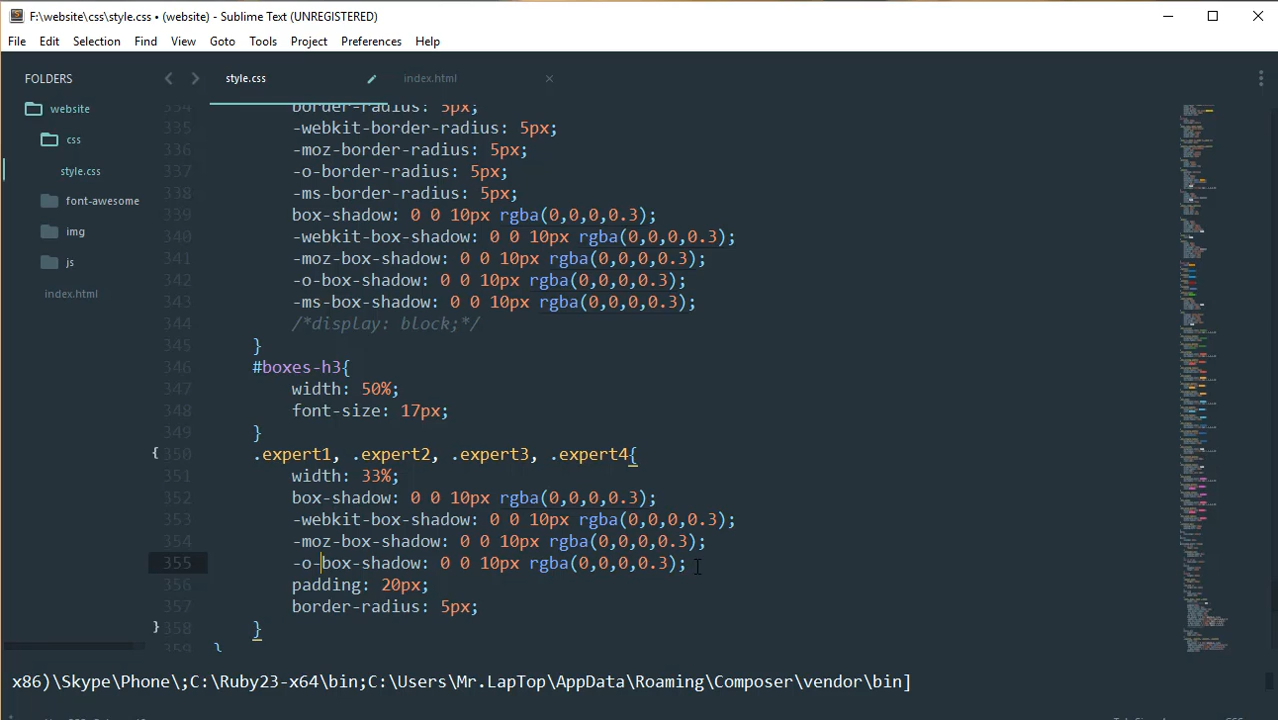 F:\website\css\style.css • (website) - Sublime Text (UNREGISTERED)
File Edit Selection Find View Goto Tools Project Preferences Help
FOLDERS
website
css
style.css
font-awesome
img
js
index.html
style.css index.html
334 border-radius: 5px;
335 -webkit-border-radius: 5px;
336 -moz-border-radius: 5px;
337 -o-border-radius: 5px;
338 -ms-border-radius: 5px;
339 box-shadow: 0 0 10px rgba(0,0,0,0.3);
340 -webkit-box-shadow: 0 0 10px rgba(0,0,0,0.3);
341 -moz-box-shadow: 0 0 10px rgba(0,0,0,0.3);
342 -o-box-shadow: 0 0 10px rgba(0,0,0,0.3);
343 -ms-box-shadow: 0 0 10px rgba(0,0,0,0.3);
344 /*display: block;*/
345 }
346 #boxes-h3{
347 width: 50%;
348 font-size: 17px;
349 }
350 .expert1, .expert2, .expert3, .expert4{
351 width: 33%;
352 box-shadow: 0 0 10px rgba(0,0,0,0.3);
353 -webkit-box-shadow: 0 0 10px rgba(0,0,0,0.3);
354 -moz-box-shadow: 0 0 10px rgba(0,0,0,0.3);
355 -o-box-shadow: 0 0 10px rgba(0,0,0,0.3);
356 padding: 20px;
357 border-radius: 5px;
358 }
359 }
x86)\Skype\Phone\;C:\Ruby23-x64\bin;C:\Users\Mr.LapTop\AppData\Roaming\Composer\vendor\bin]